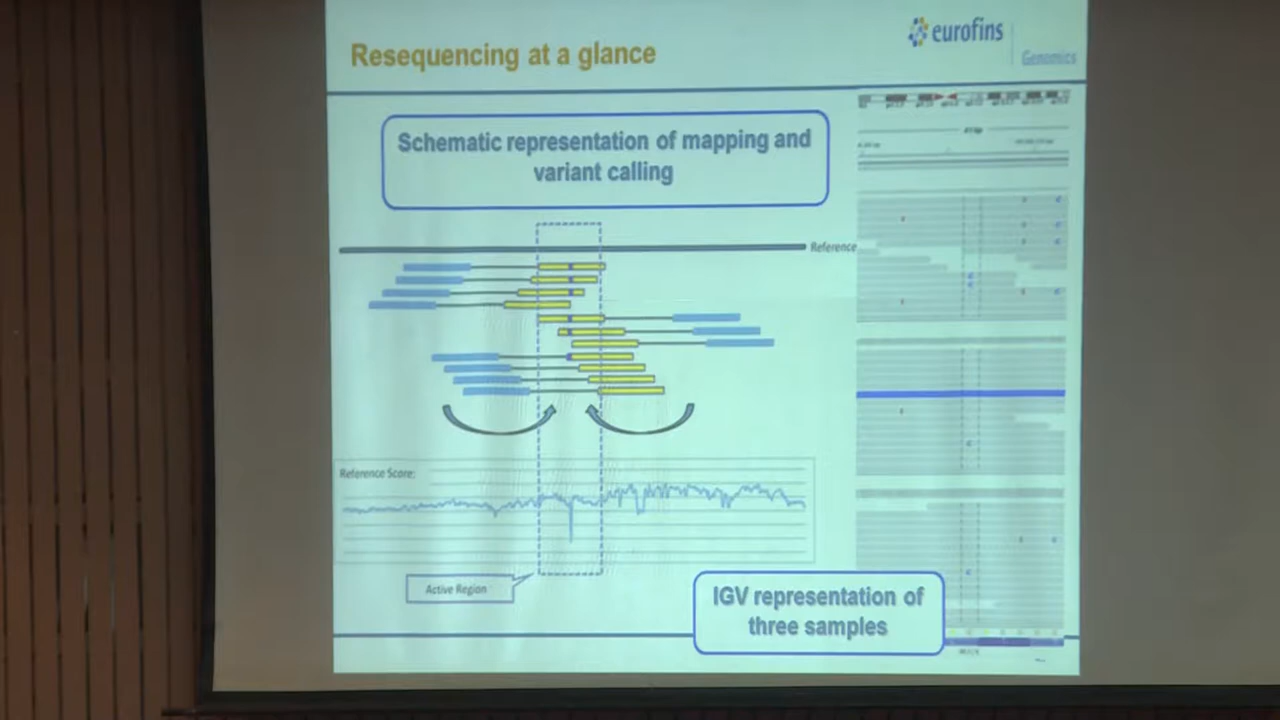 Resequencing at a glance
eurofins
Genomics
Schematic representation of mapping and
variant calling
Reference
Reference Score:
Active Region
IGV representation of
three samples